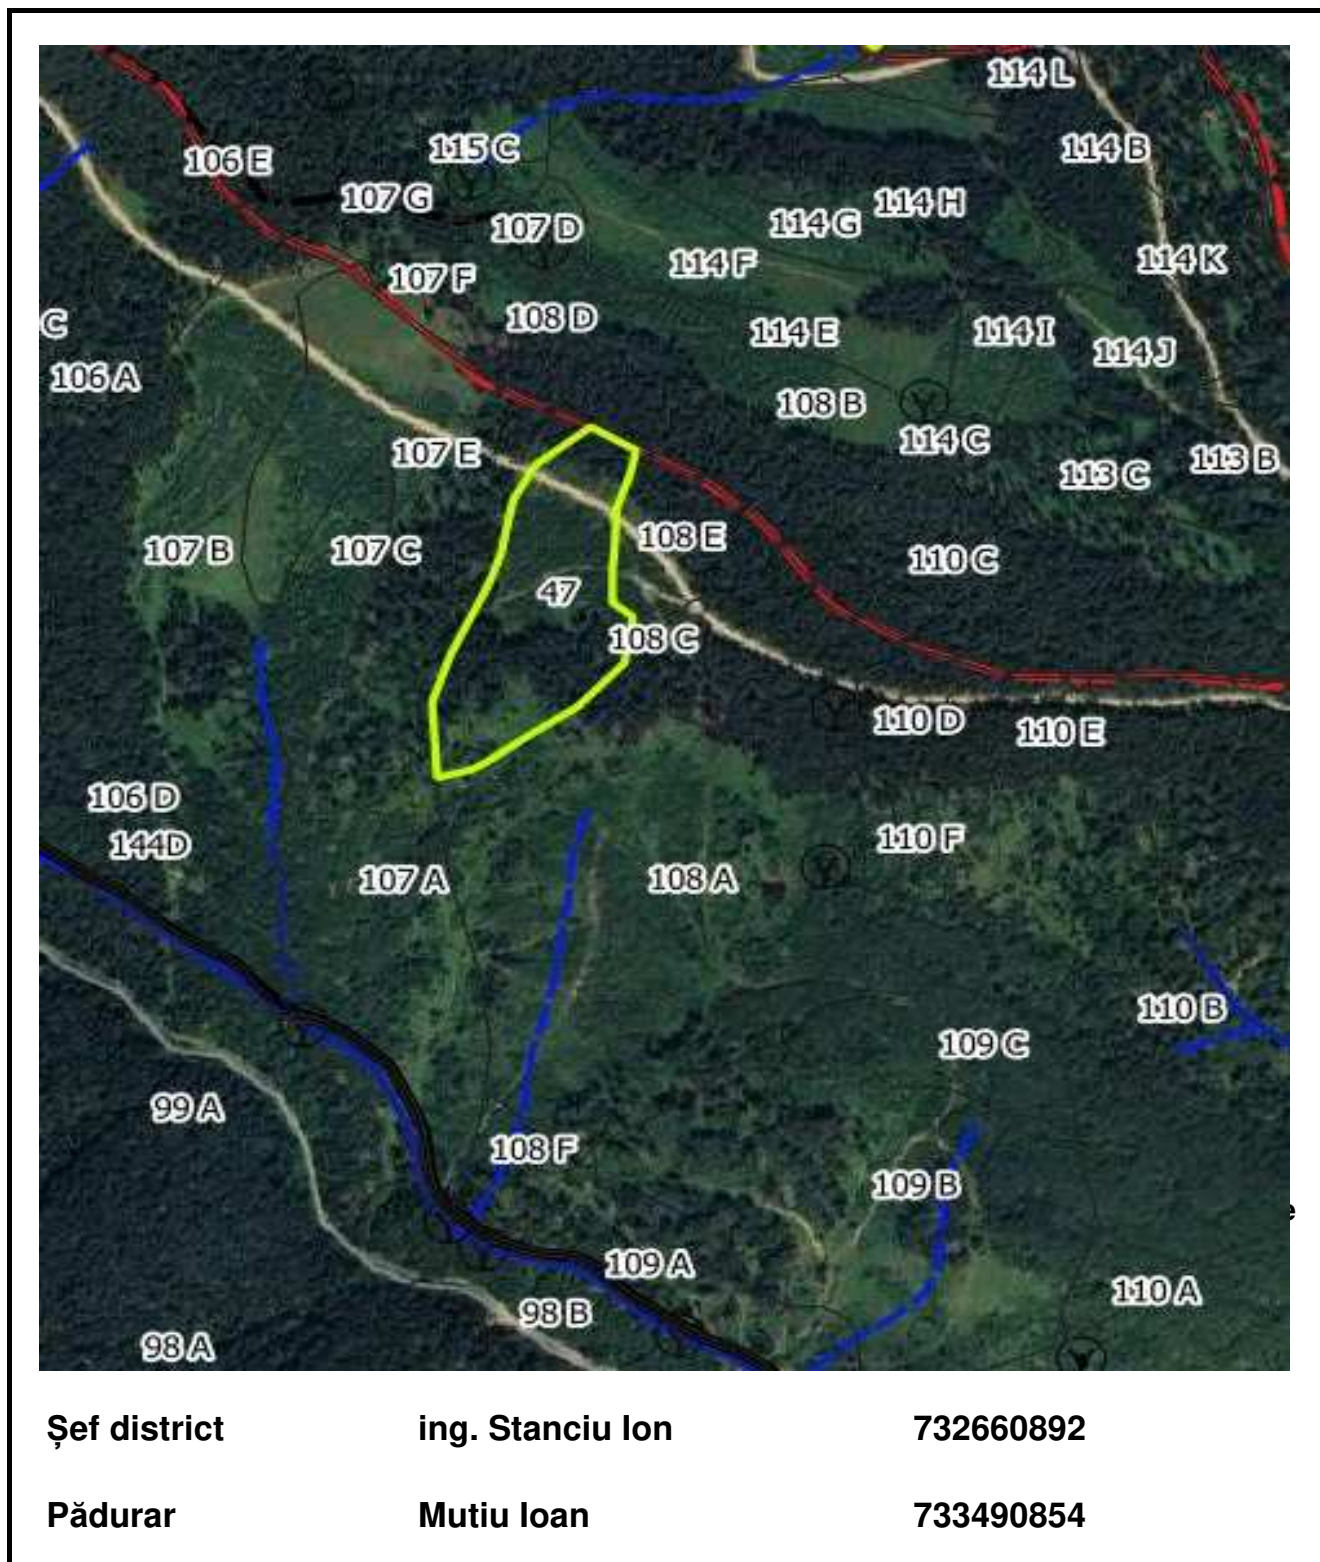 114 L
106 E
115 C
114 B
107 G
114 H
107 D
114 G
114 F
114 K
107 F
108 D
C
114 E
114 I
114 J
106 A
108 B
114 C
107 E
113 B
113 C
108 E
107 B
107 C
110 C
47
108 C
110 D
110 E
106 D
144D
110 F
107 A
108 A
110 B
109 C
99 A
108 F
109 B
e
109 A
110 A
98 B
98 A
Șef district ing. Stanciu Ion 732660892
Pădurar Mutiu Ioan 733490854